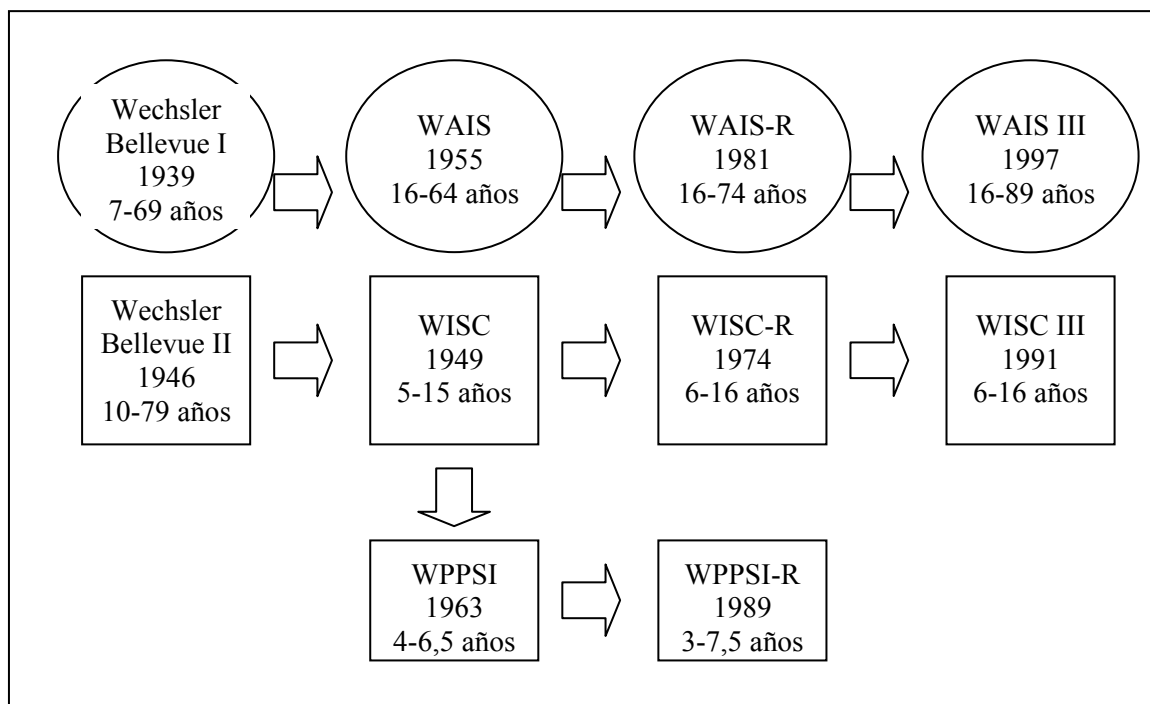 Wechsler
Bellevue I
1939
7-69 años
WAIS
1955
16-64 años
WAIS-R
1981
16-74 años
WAIS III
1997
16-89 años
Wechsler
Bellevue II
1946
10-79 años
WISC
1949
5-15 años
WISC-R
1974
6-16 años
WISC III
1991
6-16 años
WPPSI
1963
4-6,5 años
WPPSI-R
1989
3-7,5 años